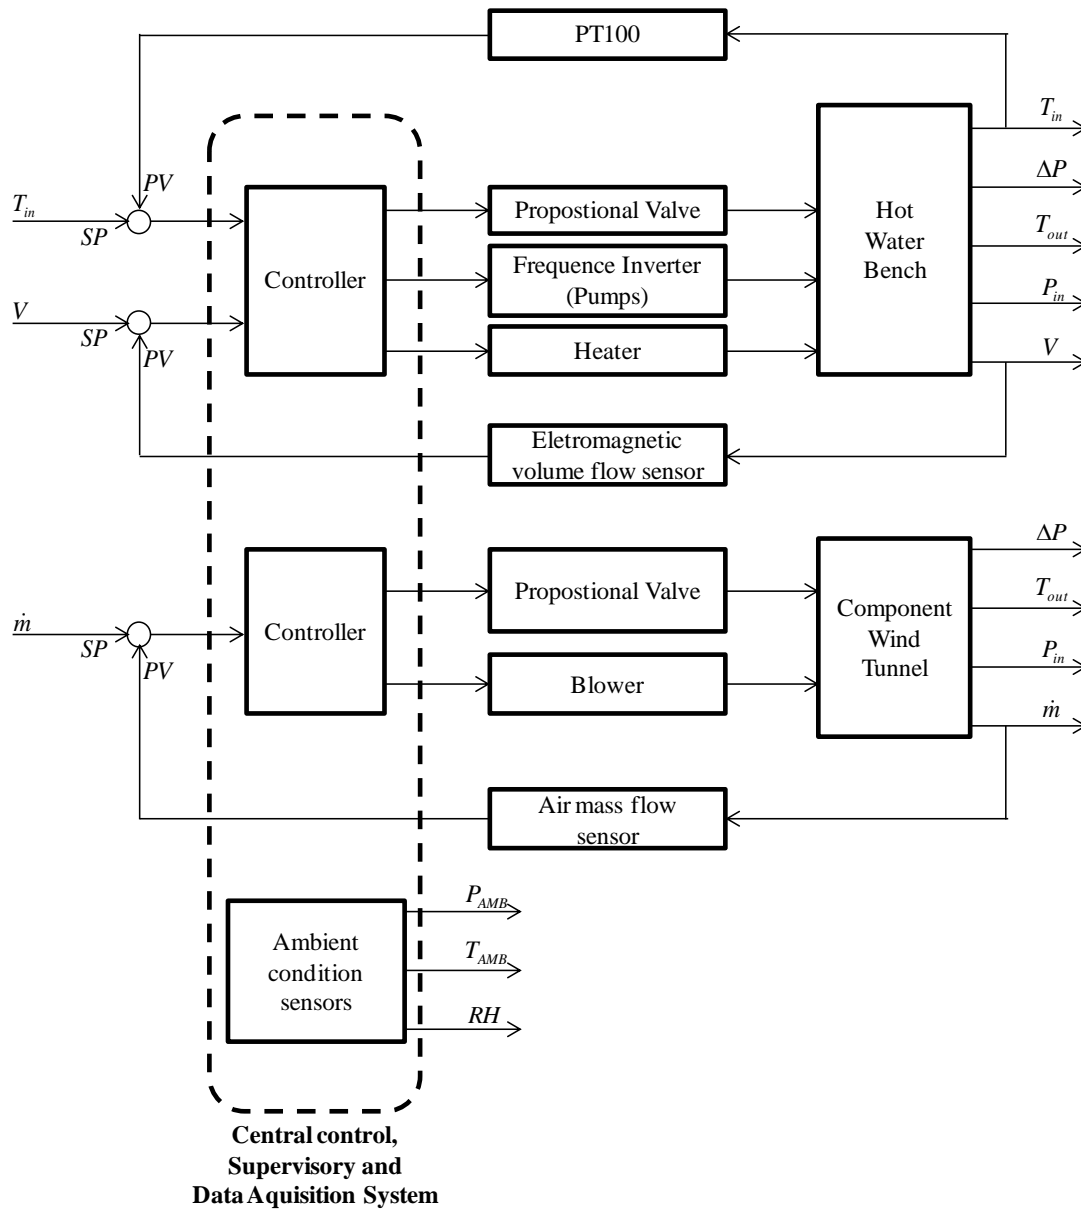 PT100
T_in
PV
SP
V
SP
PV
Controller
Propostional Valve
Frequence Inverter
(Pumps)
Heater
Hot
Water
Bench
T_in
ΔP
T_out
P_in
V
Eletromagnetic
volume flow sensor
ṁ
SP
PV
Controller
Propostional Valve
Blower
Component
Wind
Tunnel
ΔP
T_out
P_in
ṁ
Air mass flow
sensor
Ambient
condition
sensors
P_AMB
T_AMB
RH
Central control,
Supervisory and
Data Aquisition System